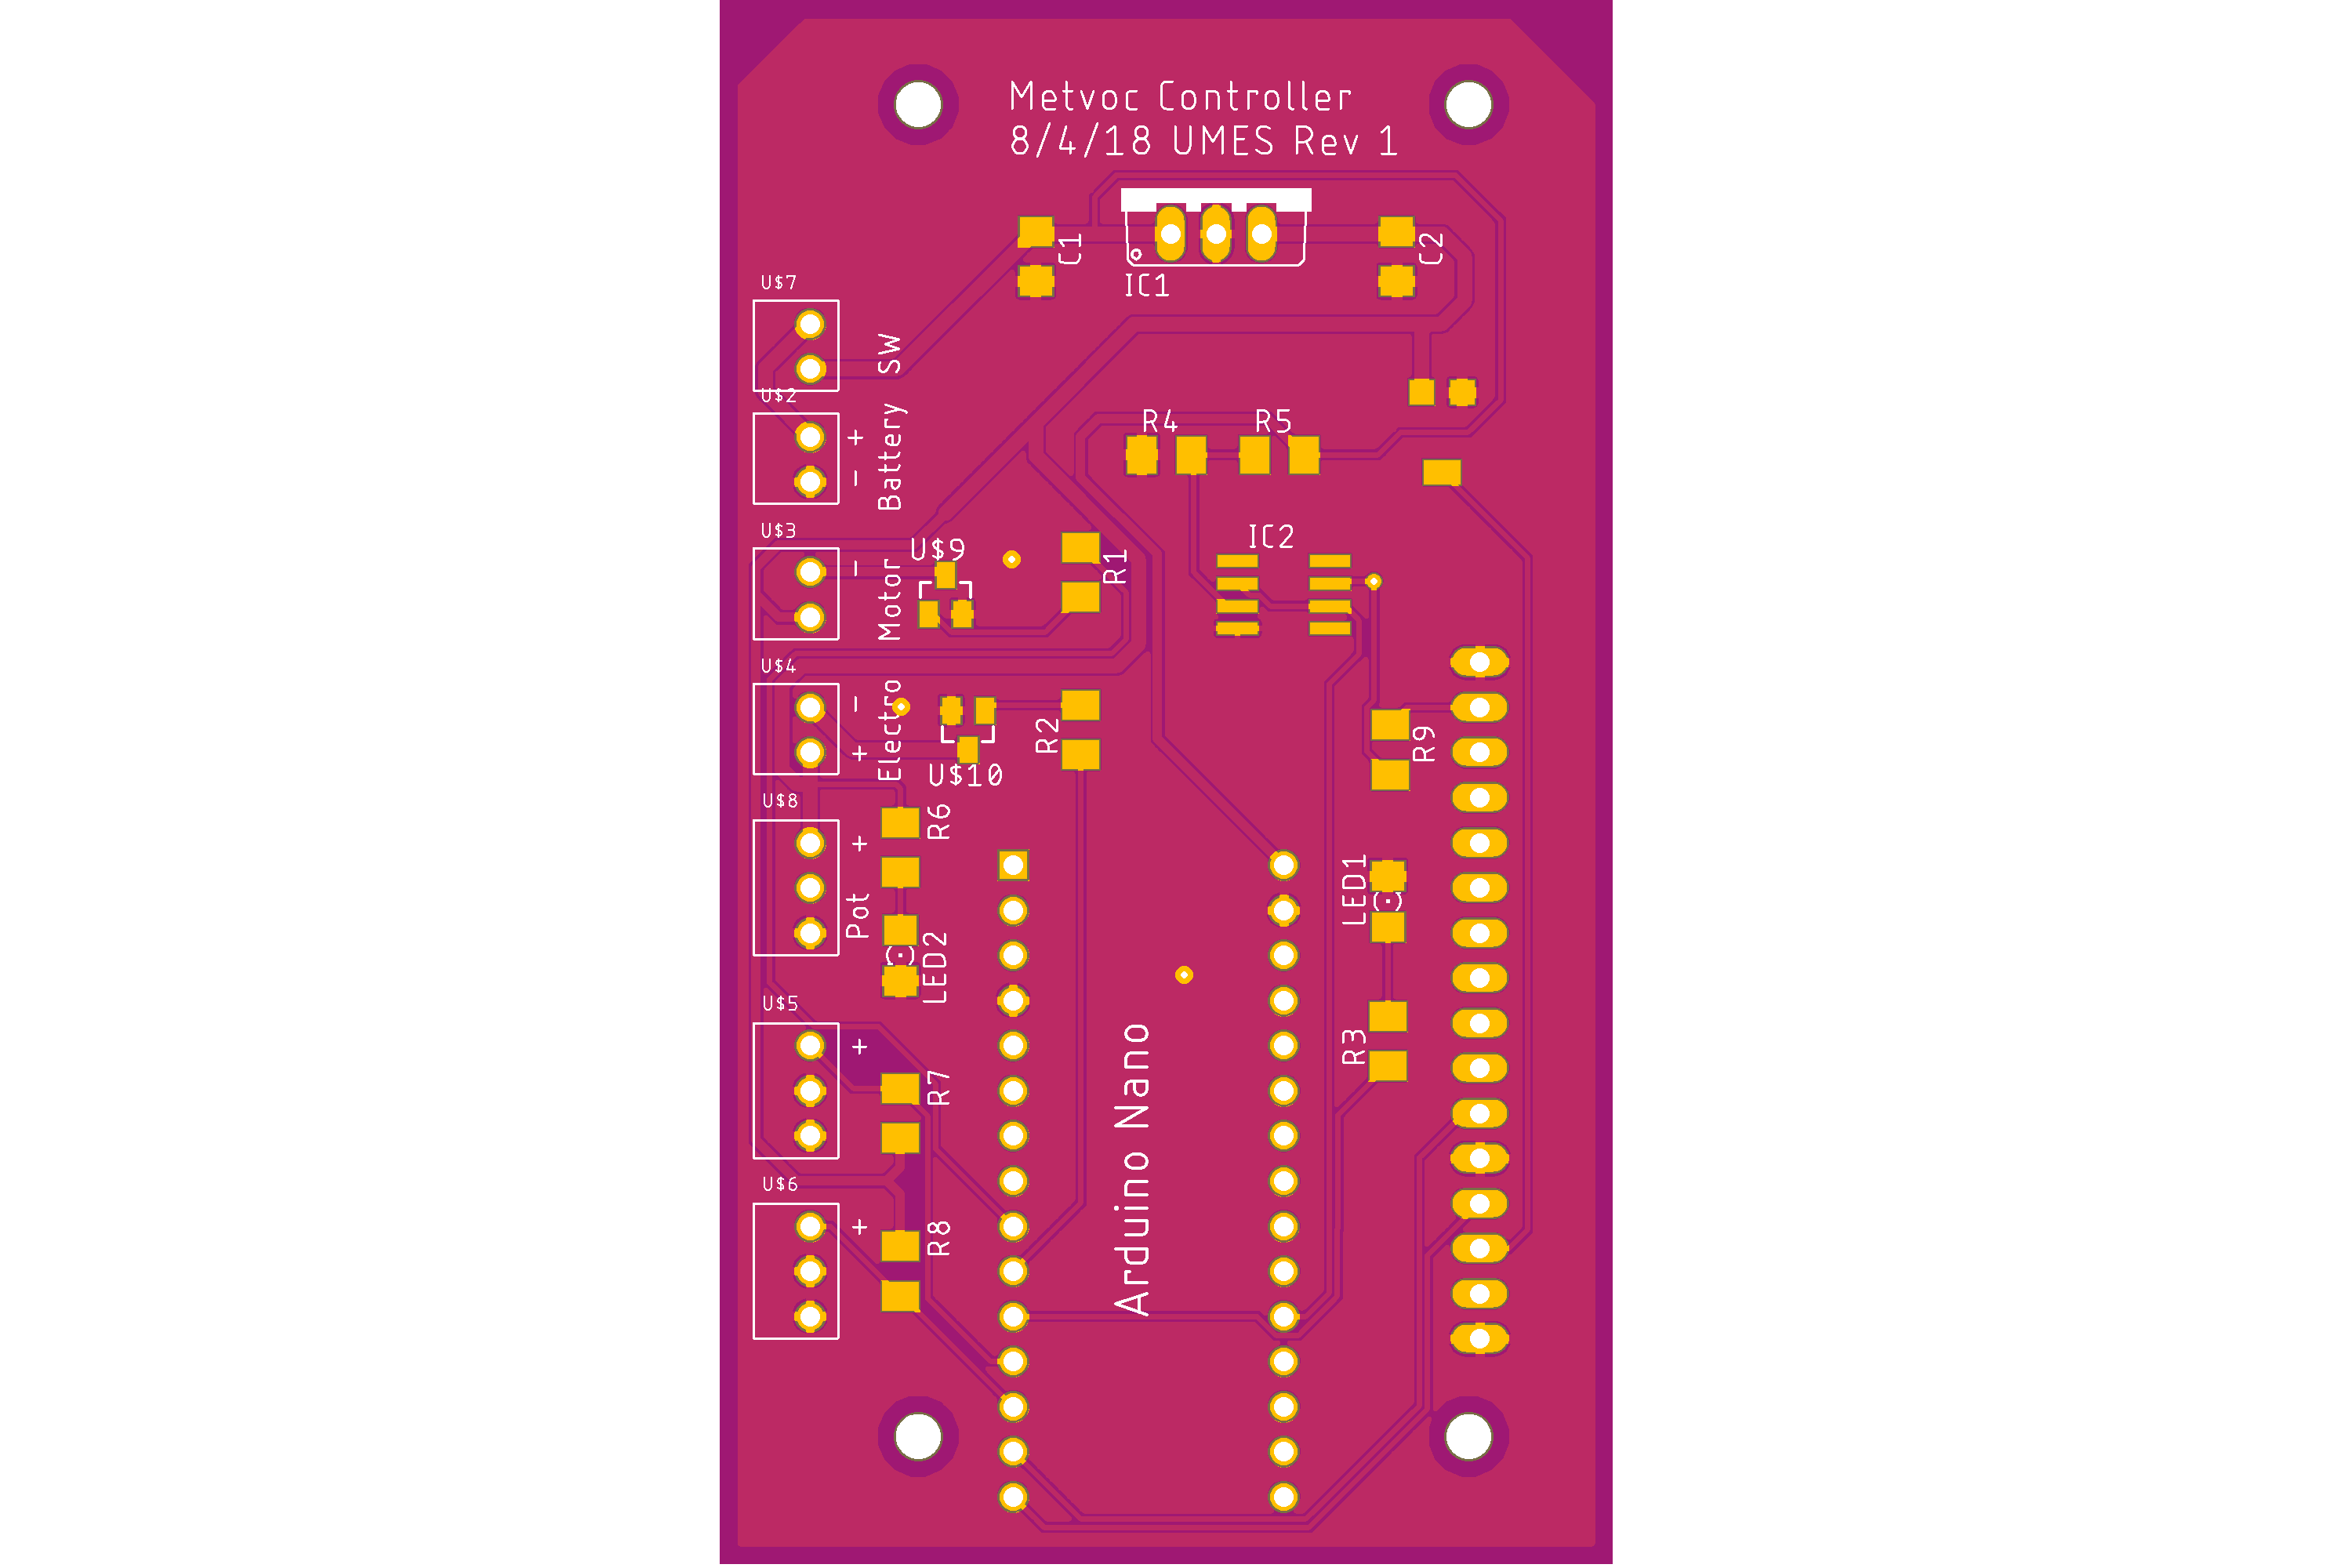 Metvoc Controller
8/4/18 UMES Rev 1
C1
IC1
C2
U$7
SW
U$2
+
-
Battery
R4
R5
U$3
-
Motor
U$9
R1
IC2
U$4
-
+
Electro
U$10
R2
R9
U$8
+
Pot
R6
LED2
LED1
U$5
+
R7
R3
Arduino Nano
U$6
+
R8